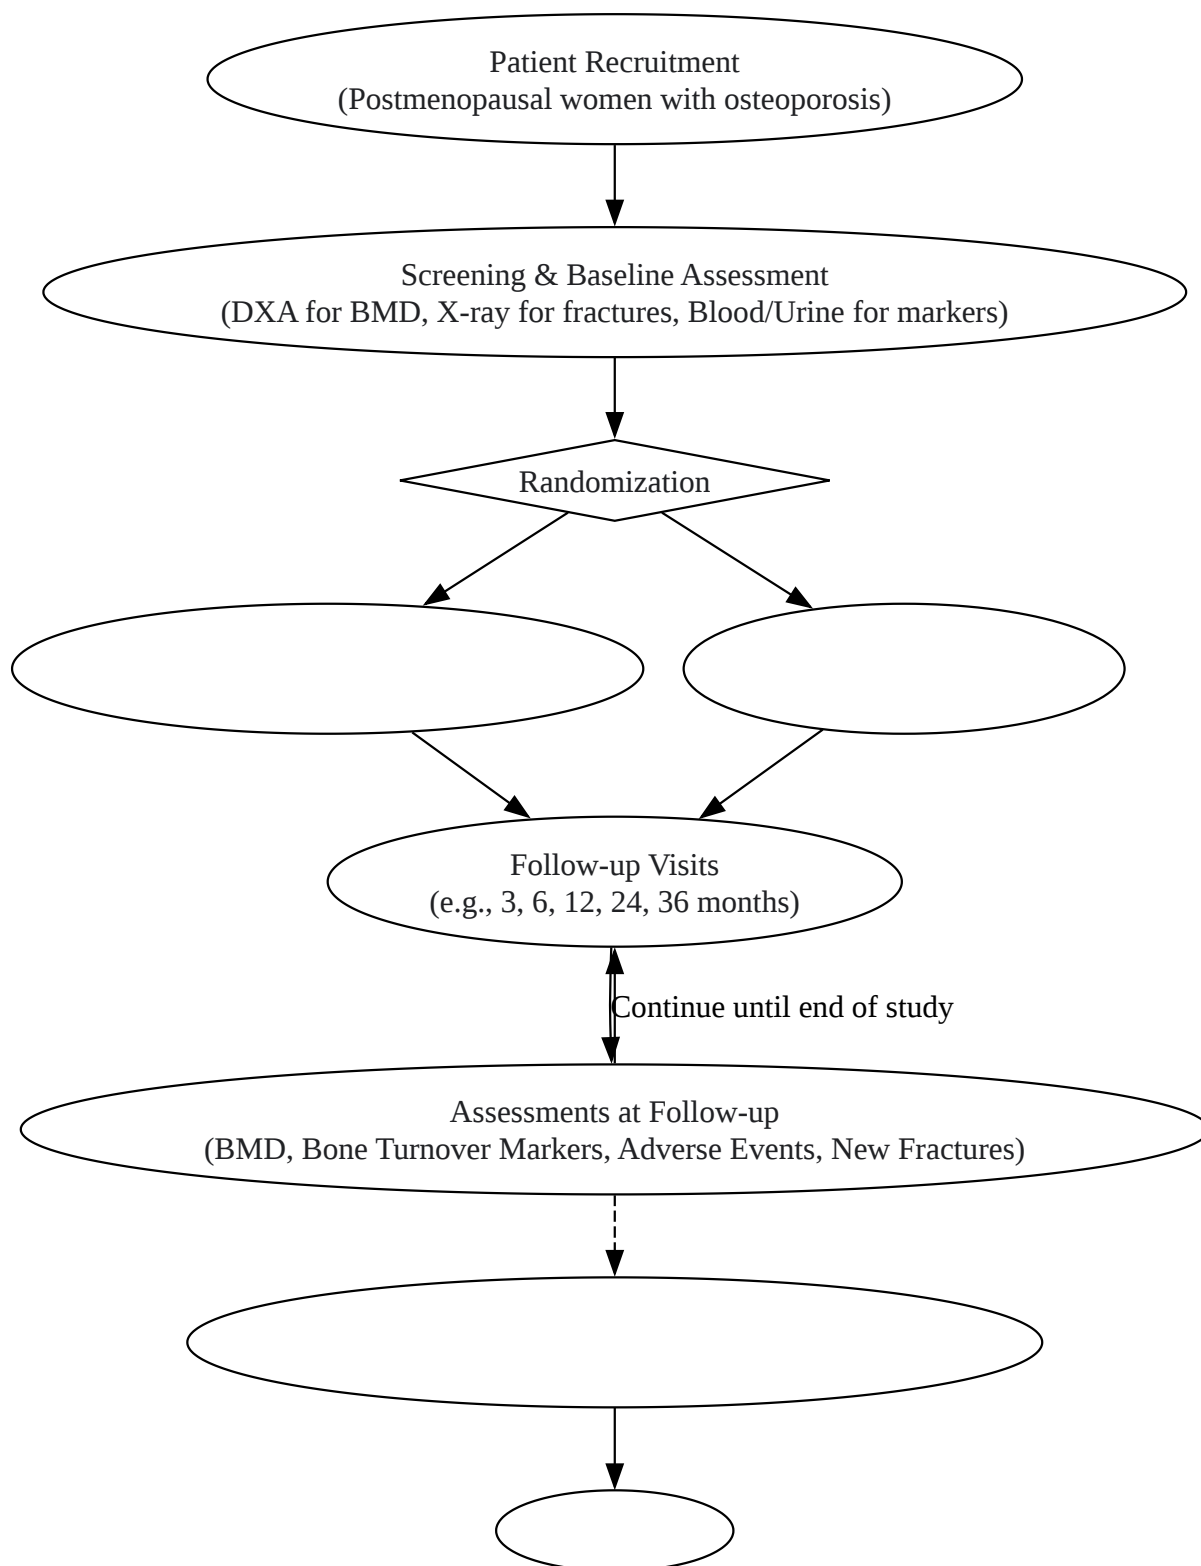 Patient Recruitment
(Postmenopausal women with osteoporosis)
Screening & Baseline Assessment
(DXA for BMD, X-ray for fractures, Blood/Urine for markers)
Randomization
Follow-up Visits
(e.g., 3, 6, 12, 24, 36 months)
Continue until end of study
Assessments at Follow-up
(BMD, Bone Turnover Markers, Adverse Events, New Fractures)